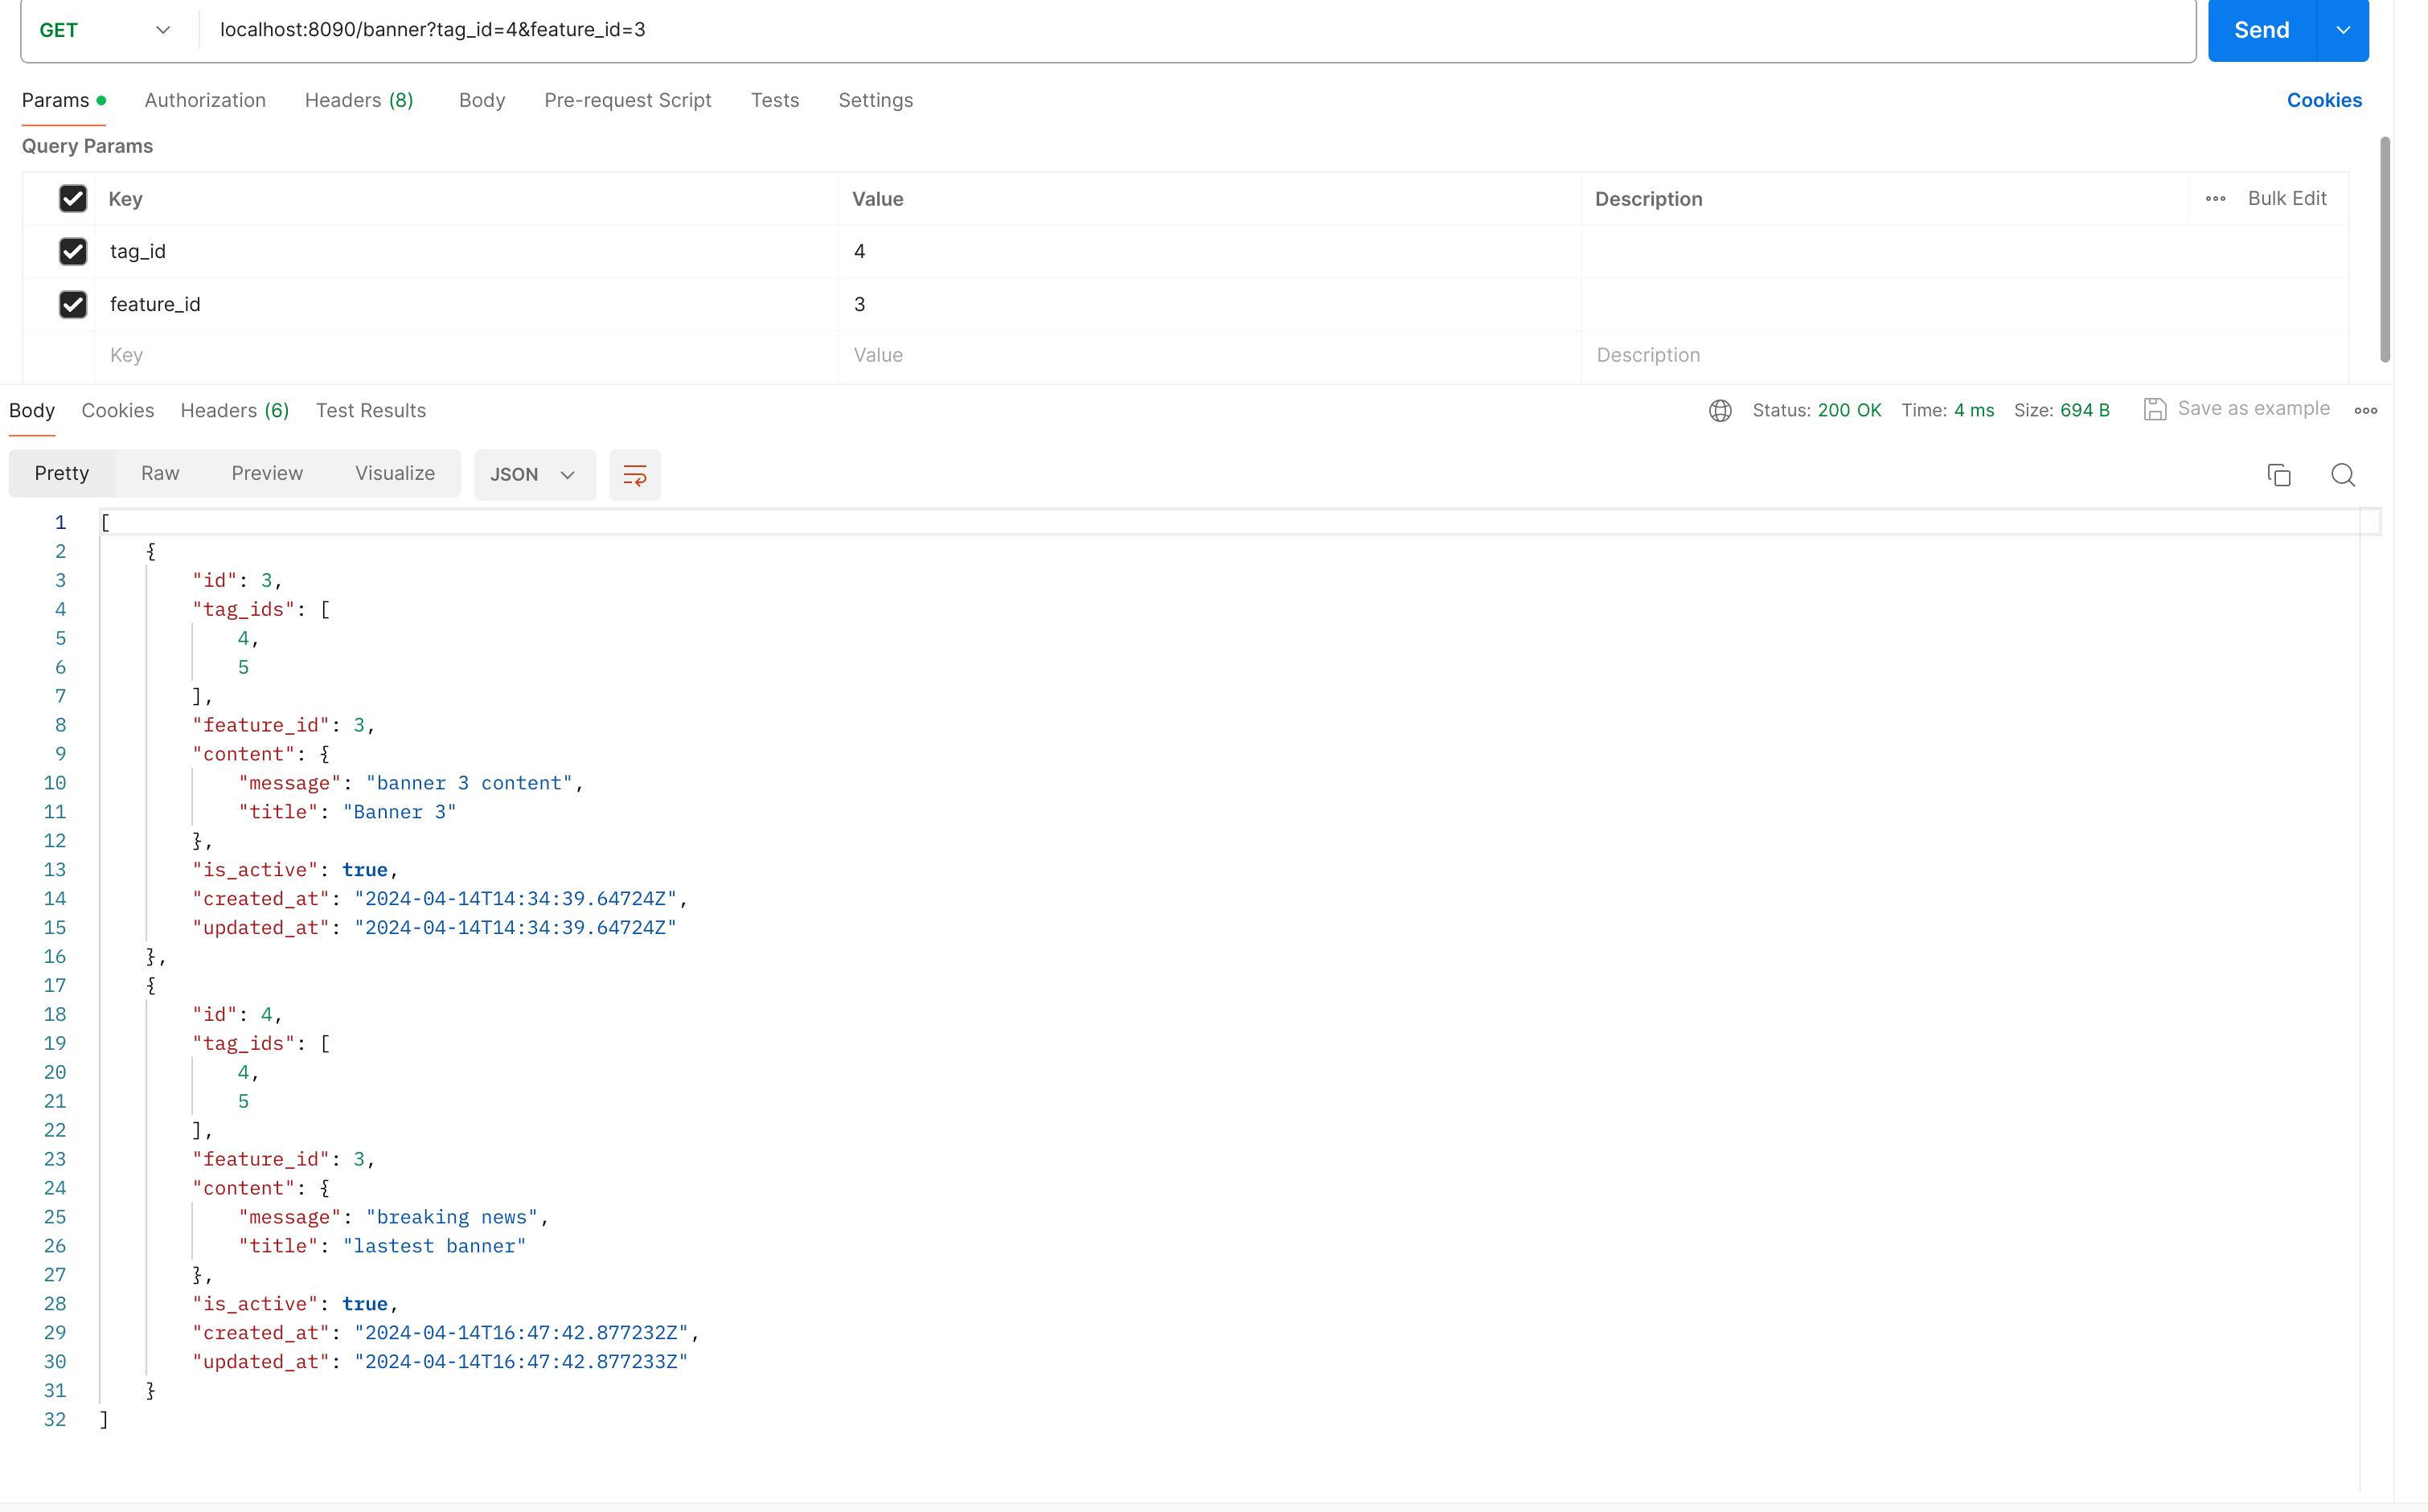 GET localhost:8090/banner?tag_id=4&feature_id=3 Send
Params Authorization Headers (8) Body Pre-request Script Tests Settings Cookies
Query Params
Key Value Description Bulk Edit
tag_id 4
feature_id 3
Key Value Description
Body Cookies Headers (6) Test Results Status: 200 OK Time: 4 ms Size: 694 B Save as example
Pretty Raw Preview Visualize JSON
1 [
2 {
3 "id": 3,
4 "tag_ids": [
5 4,
6 5
7 ],
8 "feature_id": 3,
9 "content": {
10 "message": "banner 3 content",
11 "title": "Banner 3"
12 },
13 "is_active": true,
14 "created_at": "2024-04-14T14:34:39.64724Z",
15 "updated_at": "2024-04-14T14:34:39.64724Z"
16 },
17 {
18 "id": 4,
19 "tag_ids": [
20 4,
21 5
22 ],
23 "feature_id": 3,
24 "content": {
25 "message": "breaking news",
26 "title": "lastest banner"
27 },
28 "is_active": true,
29 "created_at": "2024-04-14T16:47:42.877232Z",
30 "updated_at": "2024-04-14T16:47:42.877233Z"
31 }
32 ]